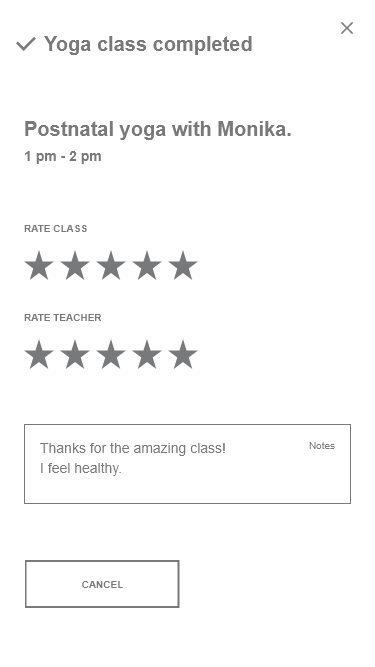 Yoga class completed
Postnatal yoga with Monika.
1 pm - 2 pm
RATE CLASS
RATE TEACHER
Thanks for the amazing class!
Notes
I feel healthy.
CANCEL